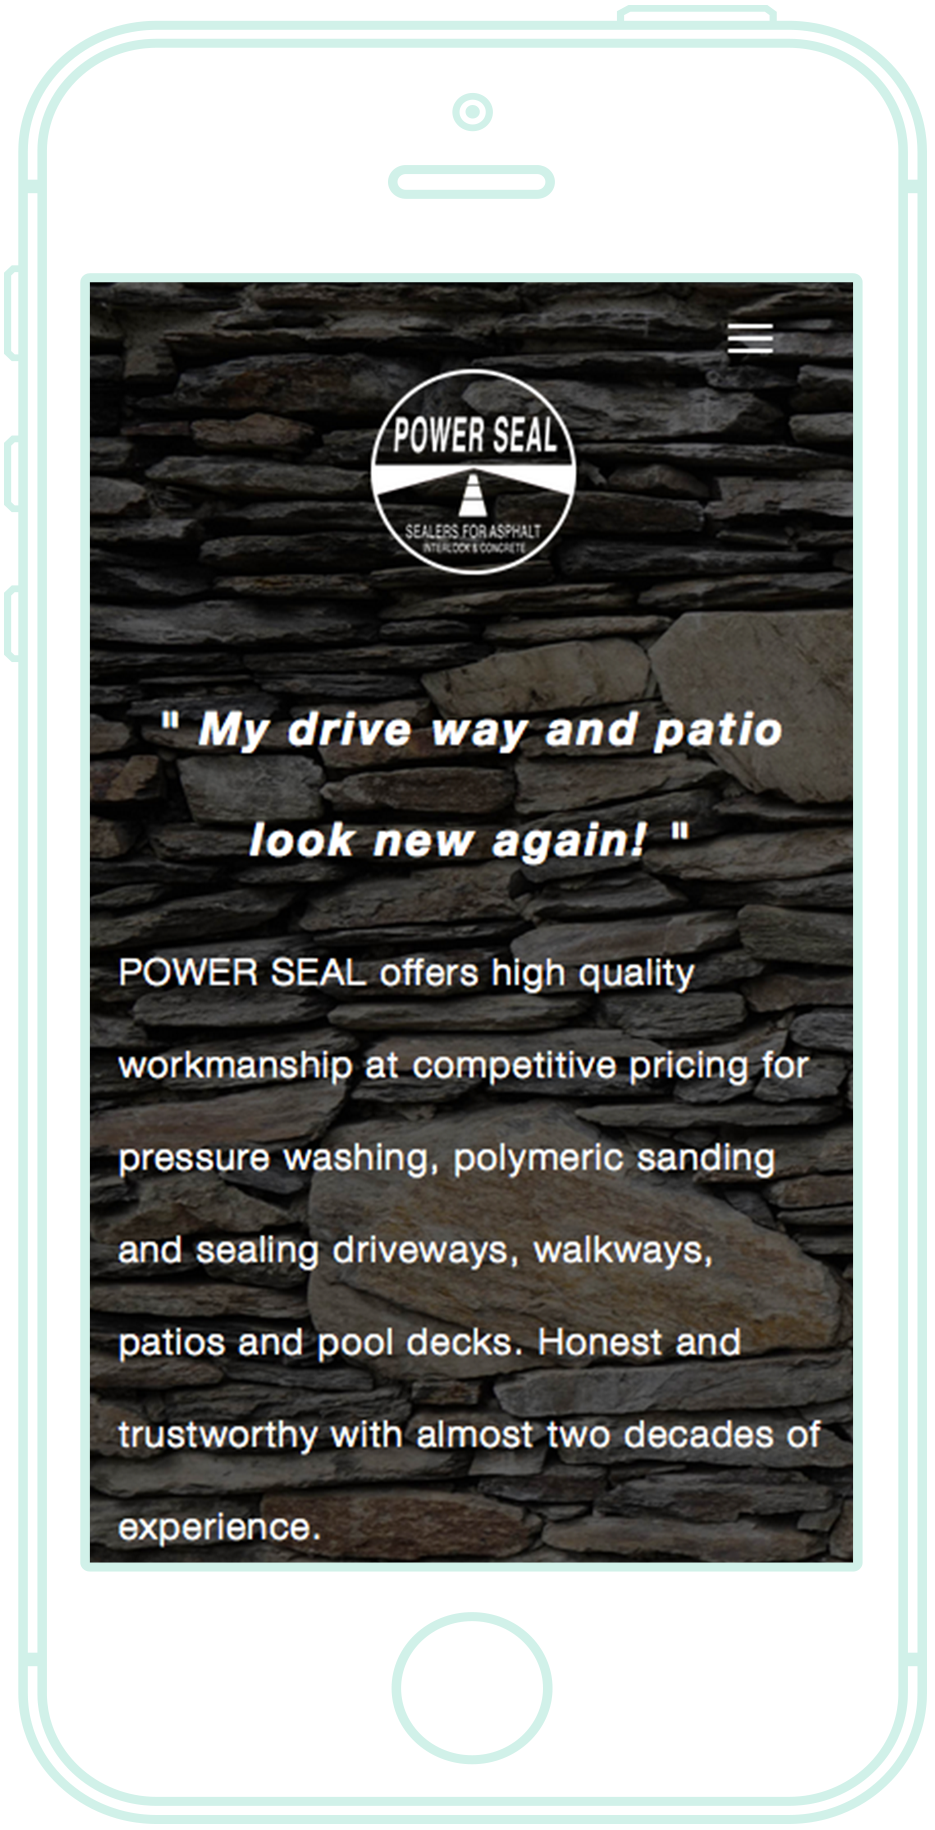 POWER SEAL
SEALERS FOR ASPHALT
INTERLOCK & CONCRETE
" My drive way and patio
look new again! "
POWER SEAL offers high quality
workmanship at competitive pricing for
pressure washing, polymeric sanding
and sealing driveways, walkways,
patios and pool decks. Honest and
trustworthy with almost two decades of
experience.